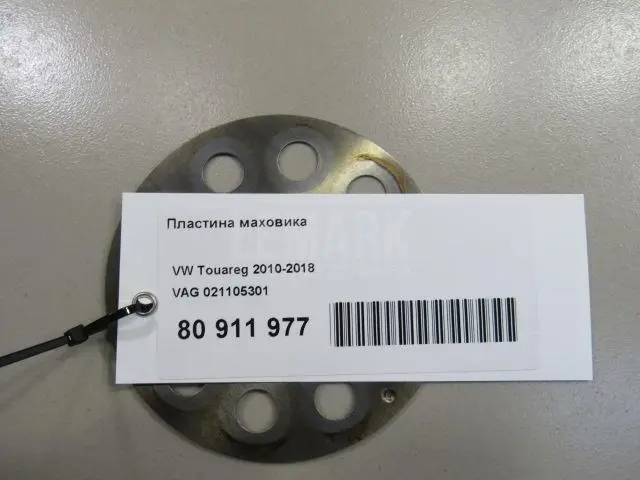 Пластина маховика
VW Touareg 2010-2018
VAG 021105301
80 911 977